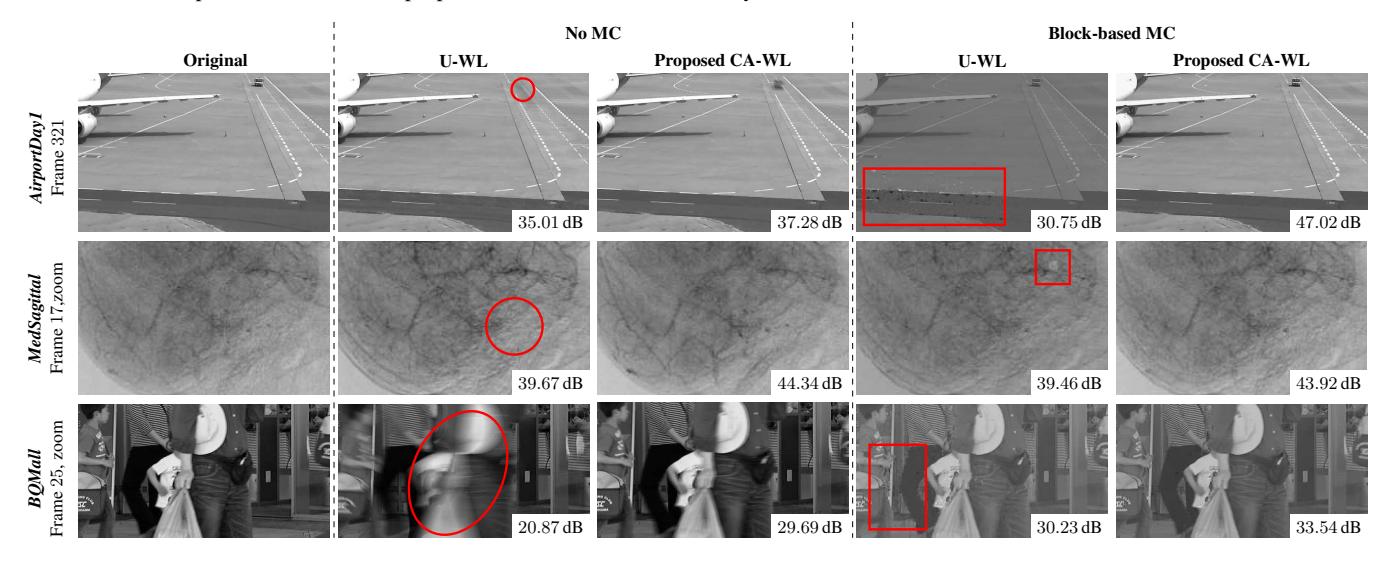 No MC
Block-based MC
Original
U-WL
Proposed CA-WL
U-WL
Proposed CA-WL
AirportDay1
Frame 321
35.01 dB
37.28 dB
30.75 dB
47.02 dB
MedSagittal
Frame 17,zoom
39.67 dB
44.34 dB
39.46 dB
43.92 dB
BQMall
Frame 25, zoom
20.87 dB
29.69 dB
30.23 dB
33.54 dB